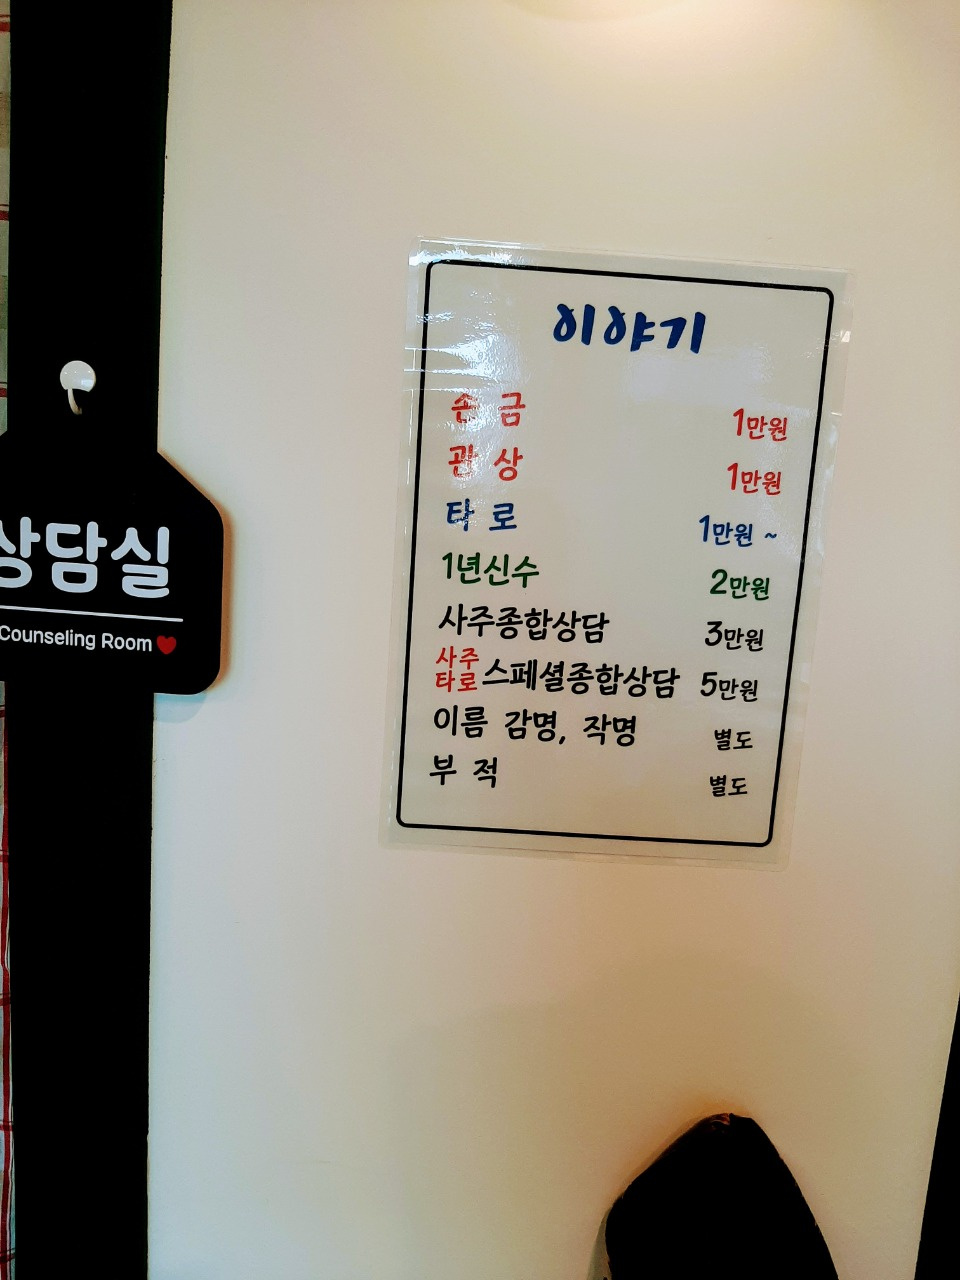 상담실
Counseling Room
이야기
손 금 1만원
관 상 1만원
타 로 1만원 ~
1년신수 2만원
사주종합상담 3만원
사주 타로 스페셜종합상담 5만원
이름 감명, 작명 별도
부 적 별도